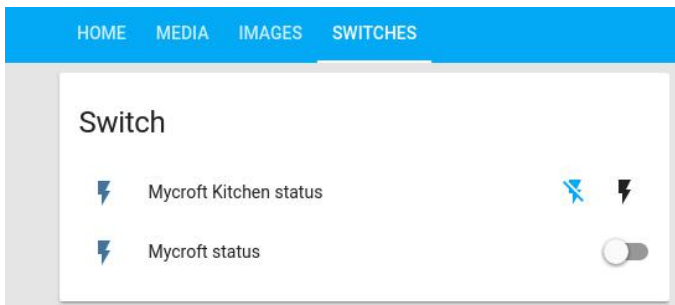 HOME MEDIA IMAGES SWITCHES
Switch
Mycroft Kitchen status
Mycroft status